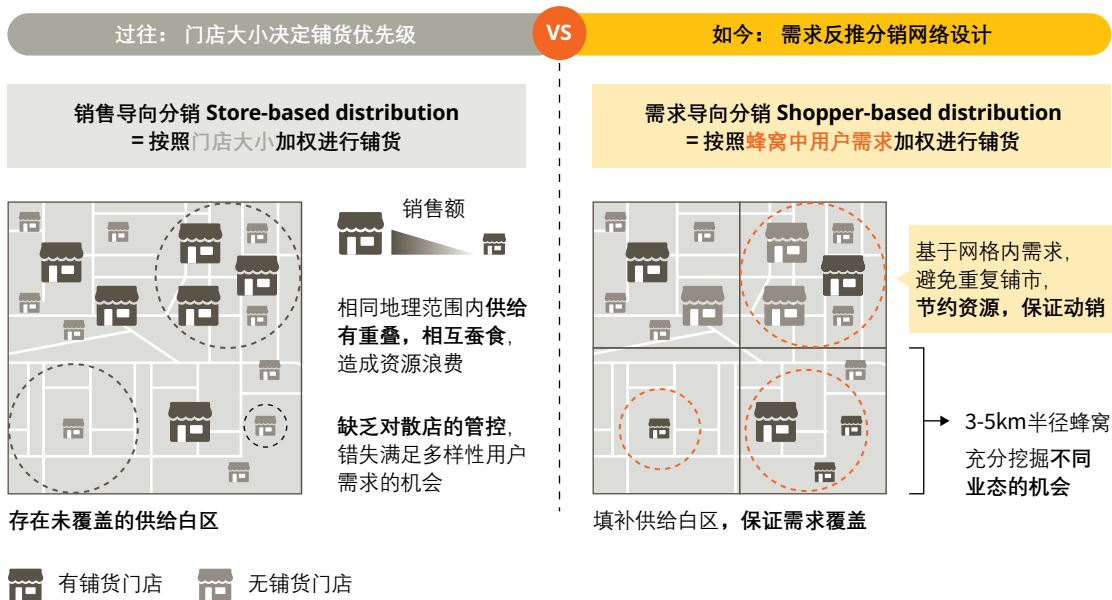 过往： 门店大小决定铺货优先级
VS
如今： 需求反推分销网络设计
销售导向分销 Store-based distribution
= 按照门店大小加权进行铺货
需求导向分销 Shopper-based distribution
= 按照蜂窝中用户需求加权进行铺货
销售额
相同地理范围内供给
有重叠，相互蚕食，
造成资源浪费
缺乏对散店的管控，
错失满足多样性用户
需求的机会
存在未覆盖的供给白区
基于网格内需求，
避免重复铺市，
节约资源，保证动销
3-5km半径蜂窝
充分挖掘不同
业态的机会
填补供给白区，保证需求覆盖
有铺货门店
无铺货门店